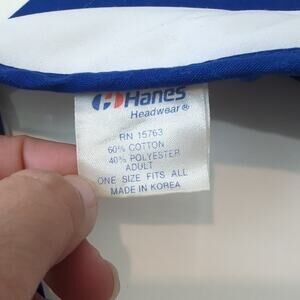 Hanes
Headwear®
RN 15763
60% COTTON
40% POLYESTER
ADULT
ONE SIZE FITS ALL
MADE IN KOREA